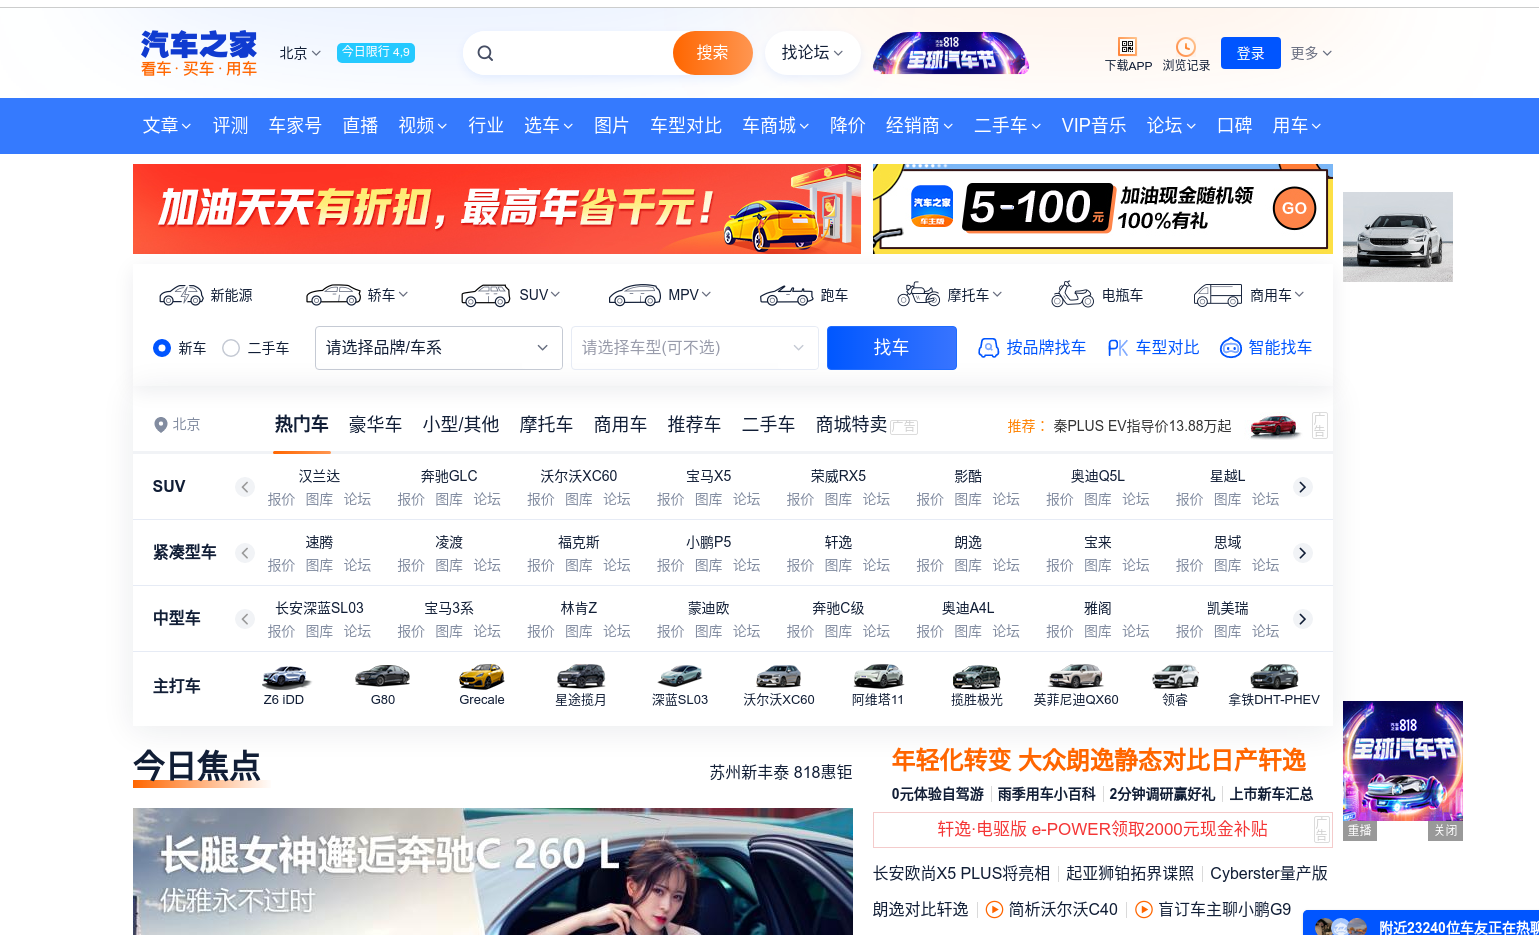 汽车之家
看车·买车·用车
北京
今日限行 4,9
搜索
找论坛
汽车之家 818
全球汽车节
下载APP
浏览记录
登录
更多
文章 评测 车家号 直播 视频 行业 选车 图片 车型对比 车商城 降价 经销商 二手车 VIP音乐 论坛 口碑 用车
加油天天有折扣，最高年省千元！
汽车之家
车主版
5-100元
加油现金随机领
100%有礼
GO
新能源 轿车 SUV MPV 跑车 摩托车 电瓶车 商用车
新车 二手车 请选择品牌/车系 请选择车型(可不选) 找车 按品牌找车 PK 车型对比 智能找车
北京 热门车 豪华车 小型/其他 摩托车 商用车 推荐车 二手车 商城特卖 广告 推荐： 秦PLUS EV指导价13.88万起 广告
SUV
汉兰达 奔驰GLC 沃尔沃XC60 宝马X5 荣威RX5 影酷 奥迪Q5L 星越L
报价 图库 论坛 报价 图库 论坛 报价 图库 论坛 报价 图库 论坛 报价 图库 论坛 报价 图库 论坛 报价 图库 论坛 报价 图库 论坛
紧凑型车
速腾 凌渡 福克斯 小鹏P5 轩逸 朗逸 宝来 思域
报价 图库 论坛 报价 图库 论坛 报价 图库 论坛 报价 图库 论坛 报价 图库 论坛 报价 图库 论坛 报价 图库 论坛 报价 图库 论坛
中型车
长安深蓝SL03 宝马3系 林肯Z 蒙迪欧 奔驰C级 奥迪A4L 雅阁 凯美瑞
报价 图库 论坛 报价 图库 论坛 报价 图库 论坛 报价 图库 论坛 报价 图库 论坛 报价 图库 论坛 报价 图库 论坛 报价 图库 论坛
主打车
Z6 iDD G80 Grecale 星途揽月 深蓝SL03 沃尔沃XC60 阿维塔11 揽胜极光 英菲尼迪QX60 领睿 拿铁DHT-PHEV
今日焦点
苏州新丰泰 818惠钜
长腿女神邂逅奔驰C 260 L
优雅永不过时
年轻化转变 大众朗逸静态对比日产轩逸
0元体验自驾游 雨季用车小百科 2分钟调研赢好礼 上市新车汇总
轩逸·电驱版 e-POWER领取2000元现金补贴
广告
长安欧尚X5 PLUS将亮相 起亚狮铂拓界谍照 Cyberster量产版
朗逸对比轩逸 简析沃尔沃C40 盲订车主聊小鹏G9
818
全球汽车节
重播
关闭
附近23240位车友正在热聊